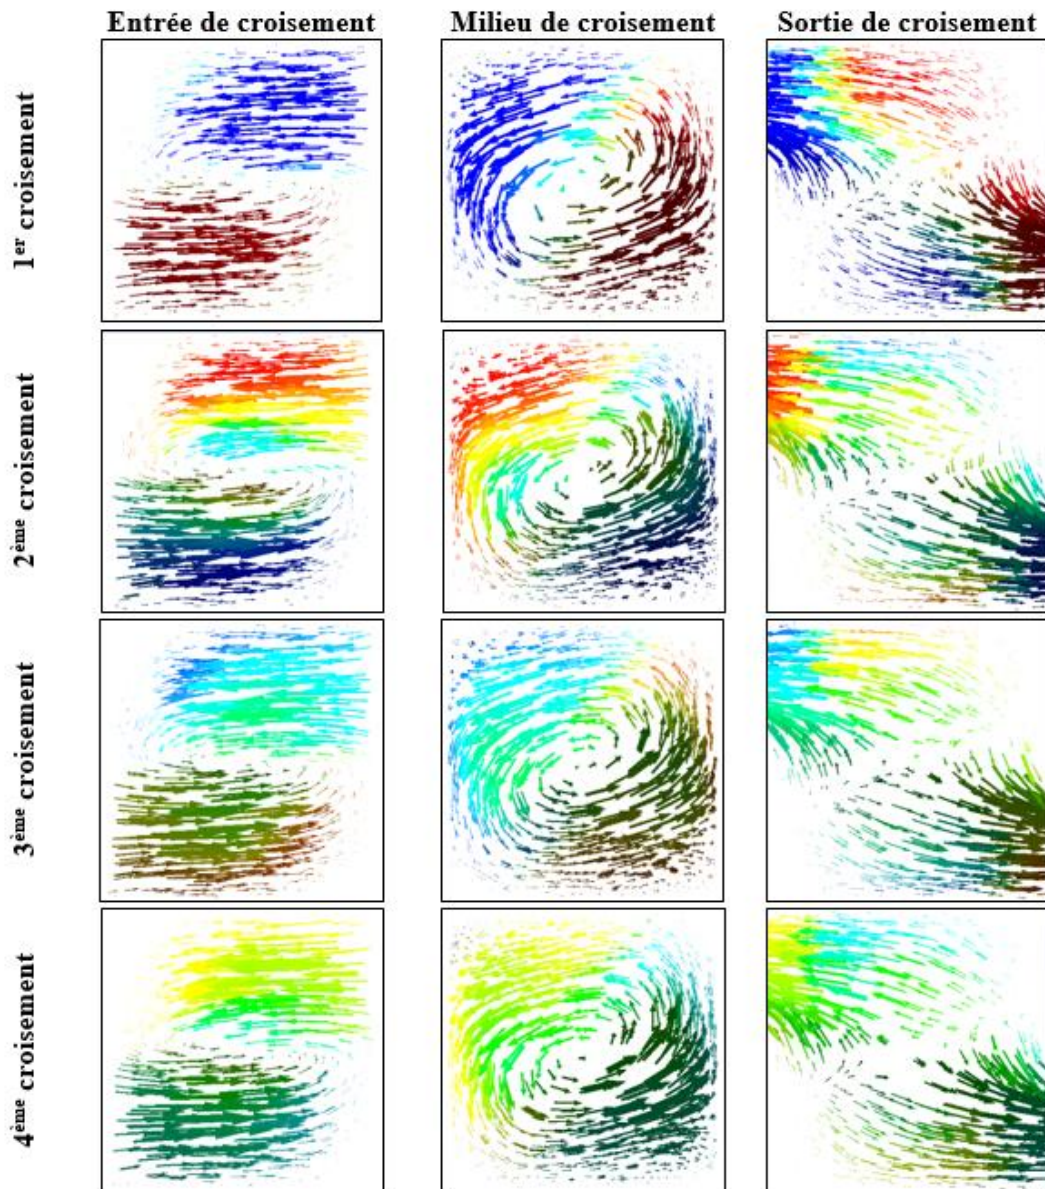 Entrée de croisement
Milieu de croisement
Sortie de croisement
1er croisement
2ème croisement
3ème croisement
4ème croisement